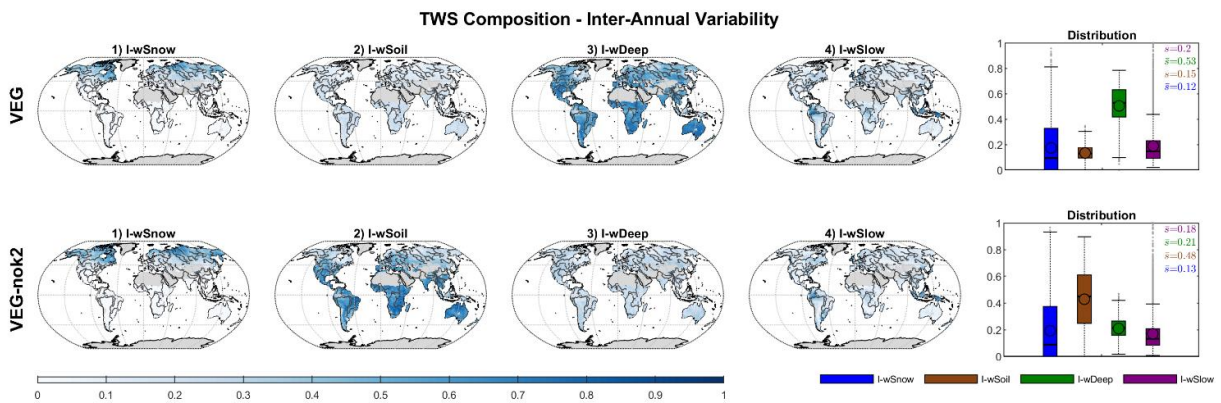 TWS Composition - Inter-Annual Variability
VEG
1) I-wSnow
2) I-wSoil
3) I-wDeep
4) I-wSlow
Distribution
1
0.8
0.6
0.4
0.2
0
s̄=0.2
s̄=0.53
s̄=0.15
s̄=0.12
VEG-nok2
1) I-wSnow
2) I-wSoil
3) I-wDeep
4) I-wSlow
Distribution
1
0.8
0.6
0.4
0.2
0
s̄=0.18
s̄=0.21
s̄=0.48
s̄=0.13
0 0.1 0.2 0.3 0.4 0.5 0.6 0.7 0.8 0.9 1
I-wSnow I-wSoil I-wDeep I-wSlow